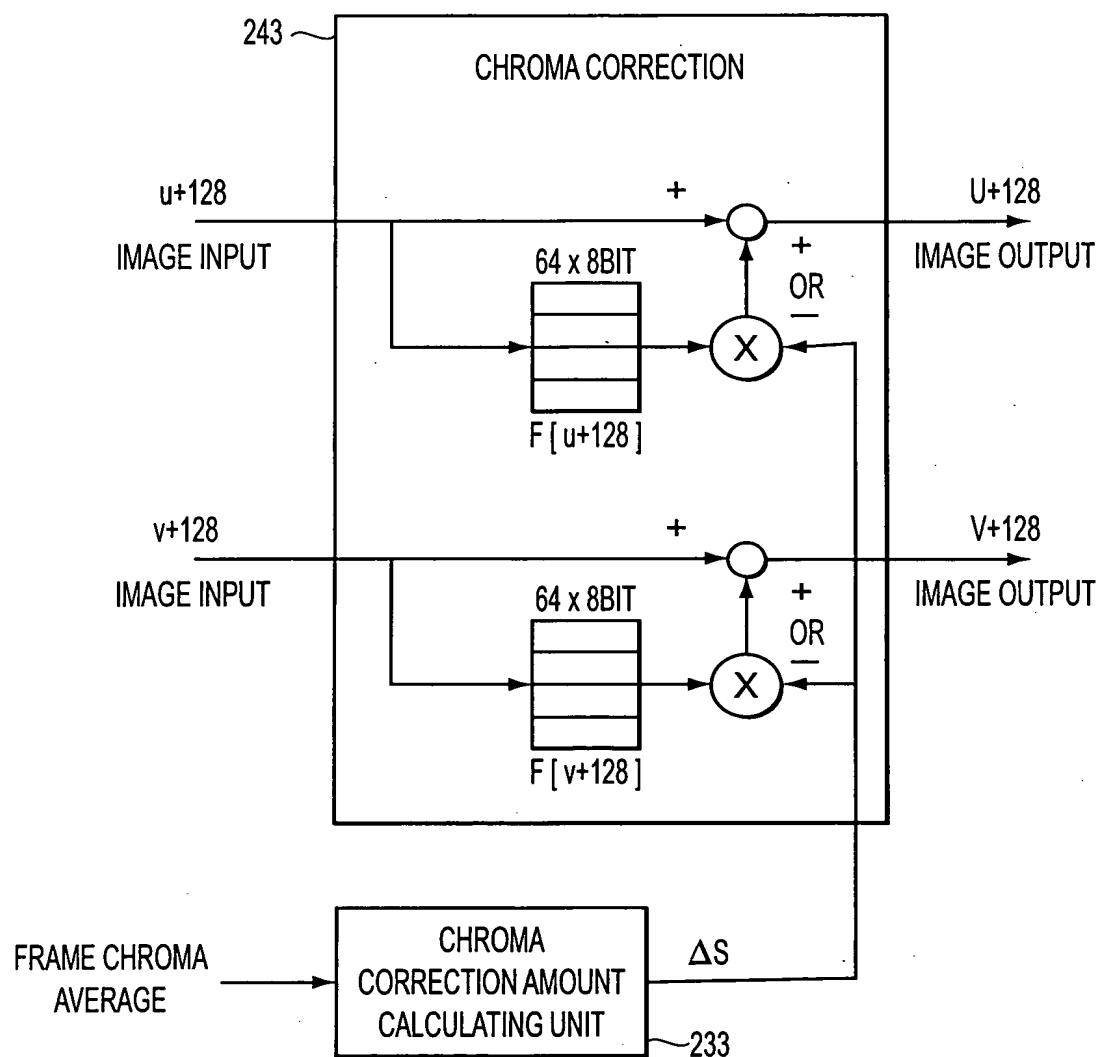 243
CHROMA CORRECTION
u+128
+
U+128
IMAGE INPUT
64 x 8BIT
+
OR
—
IMAGE OUTPUT
X
F [ u+128 ]
v+128
+
V+128
IMAGE INPUT
64 x 8BIT
+
OR
—
IMAGE OUTPUT
X
F [ v+128 ]
FRAME CHROMA
AVERAGE
CHROMA
CORRECTION AMOUNT
CALCULATING UNIT
ΔS
233